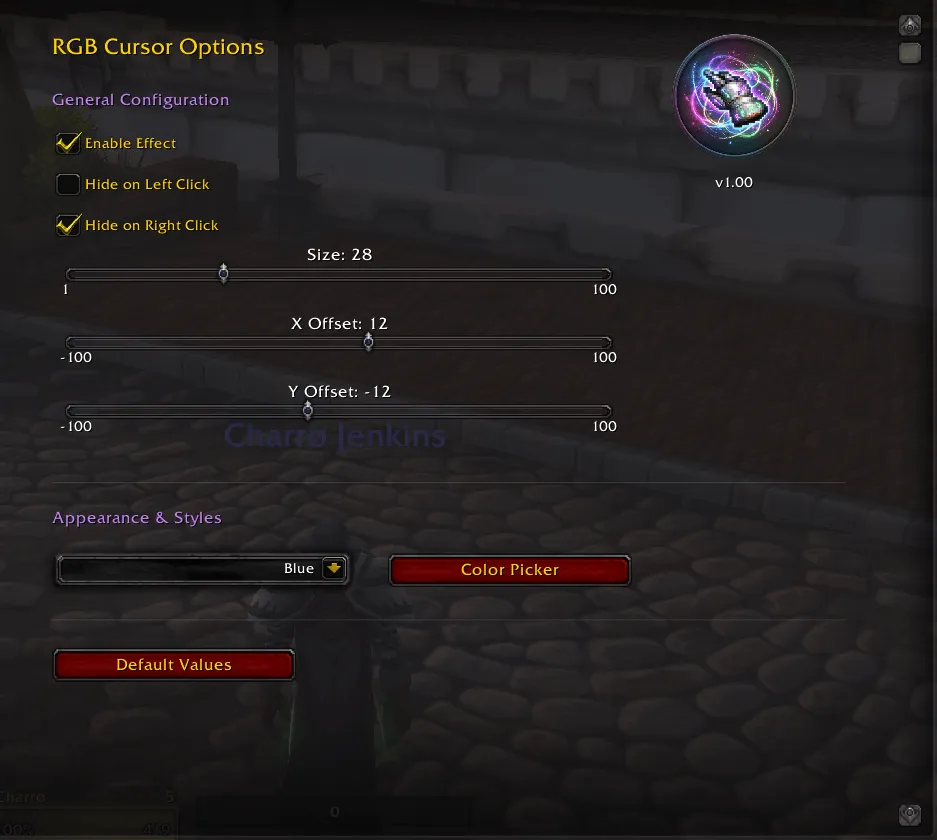 RGB Cursor Options
General Configuration
v1.00
Enable Effect
Hide on Left Click
Hide on Right Click
Size: 28
1 100
X Offset: 12
-100 100
Y Offset: -12
-100 100
Charrø Jenkins
Appearance & Styles
Blue Color Picker
Default Values
Charrø 5
0